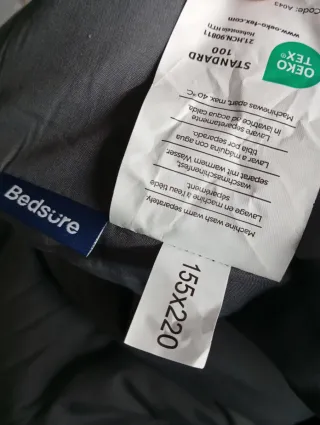 Bedsure
155x220
Machine wash warm separately
Lavage en machine à l'eau tiède
séparément.
Waschmaschinenfest,
separat mit warmem Wasser.
Lavar a máquina con agua
tibia por separado.
Lavare separatamente
in lavatrice ad acqua calda
Machinewas apart, max. 40°C.
OEKO
TEX®
STANDARD
100
21.HCN.90811
Hohenstein HTTI
www.oeko-tex.com
Code: A043